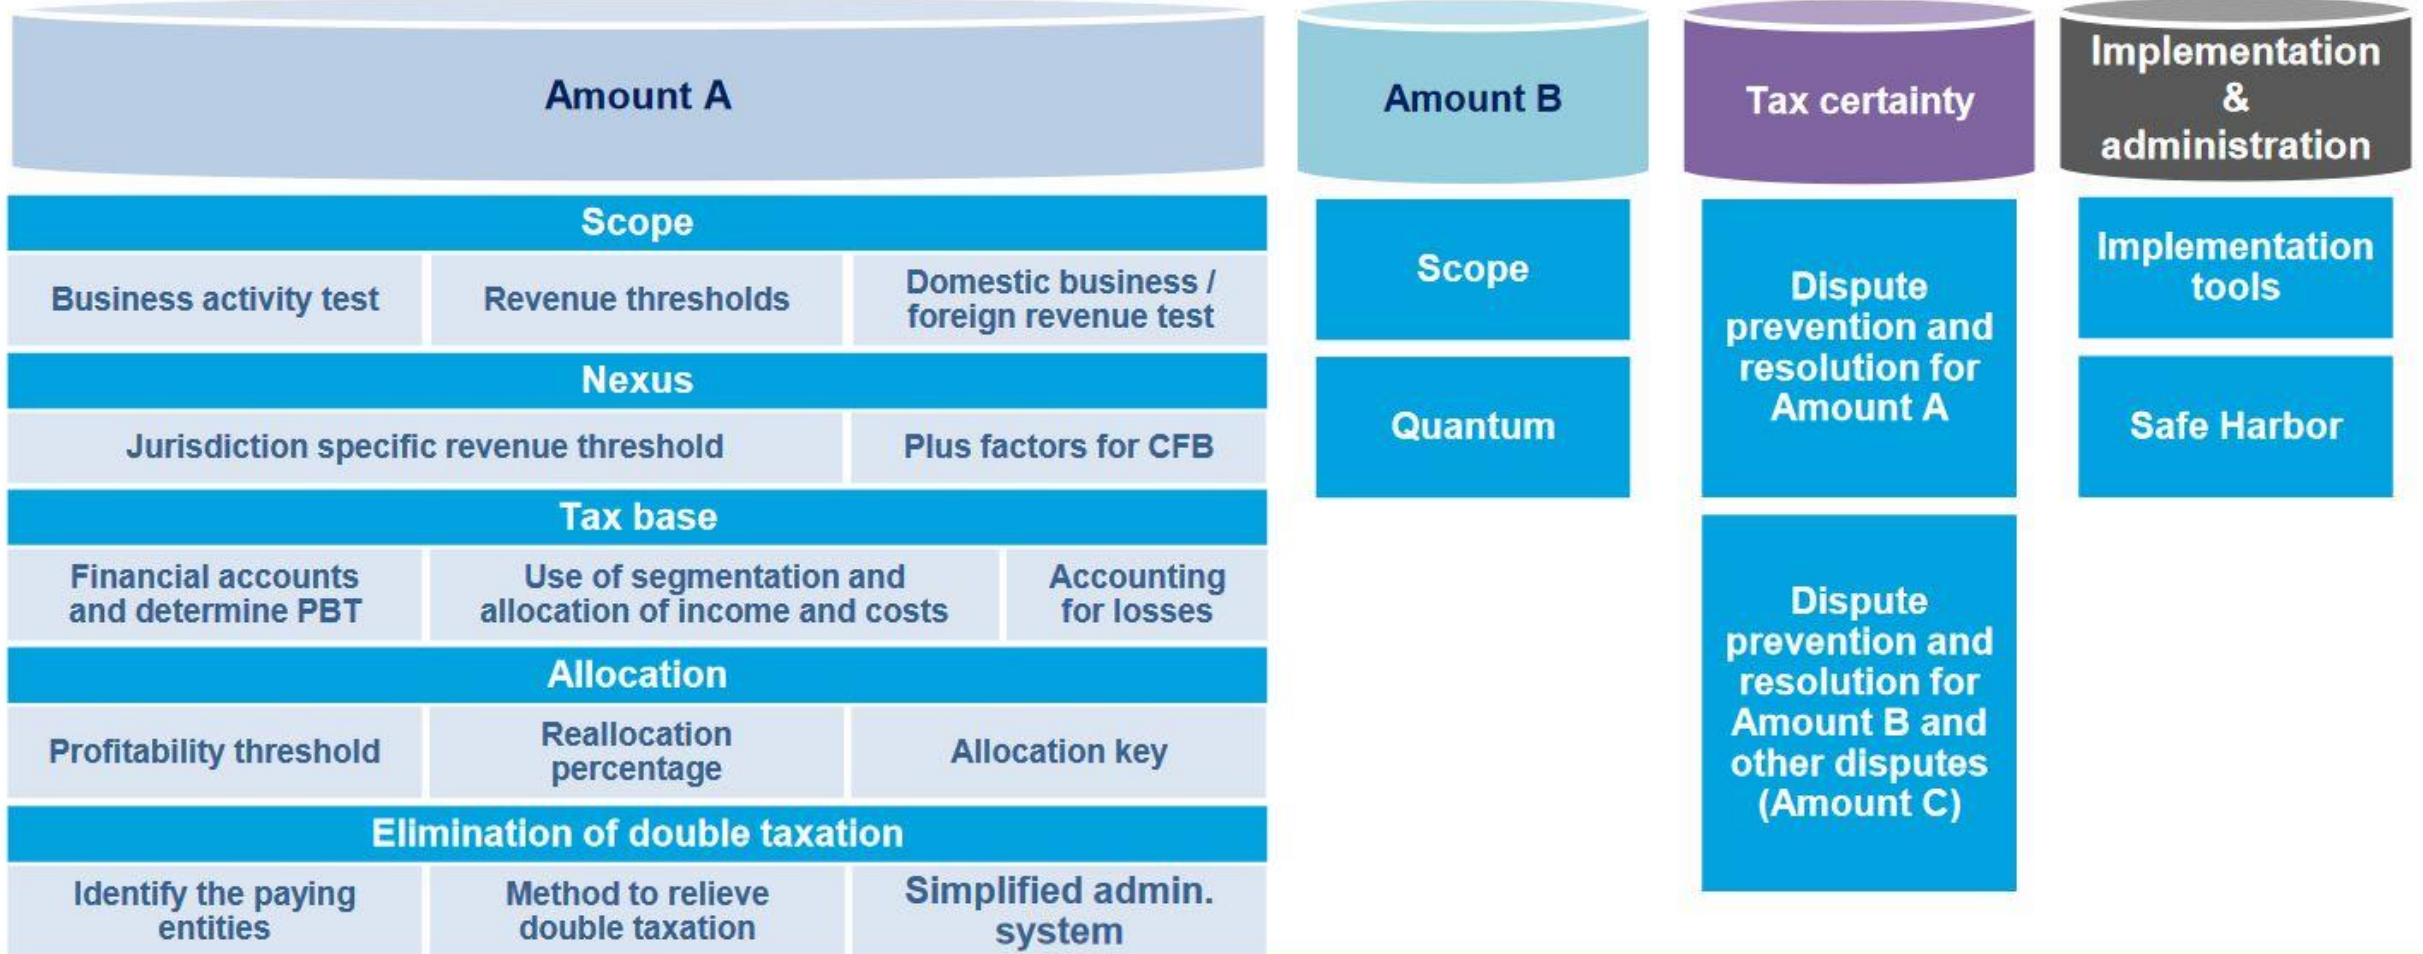 Amount A
Scope
Business activity test
Revenue thresholds
Domestic business /
foreign revenue test
Nexus
Jurisdiction specific revenue threshold
Plus factors for CFB
Tax base
Financial accounts
and determine PBT
Use of segmentation and
allocation of income and costs
Accounting
for losses
Allocation
Profitability threshold
Reallocation
percentage
Allocation key
Elimination of double taxation
Identify the paying
entities
Method to relieve
double taxation
Simplified admin.
system
Amount B
Scope
Quantum
Tax certainty
Dispute
prevention and
resolution for
Amount A
Dispute
prevention and
resolution for
Amount B and
other disputes
(Amount C)
Implementation
&
administration
Implementation
tools
Safe Harbor